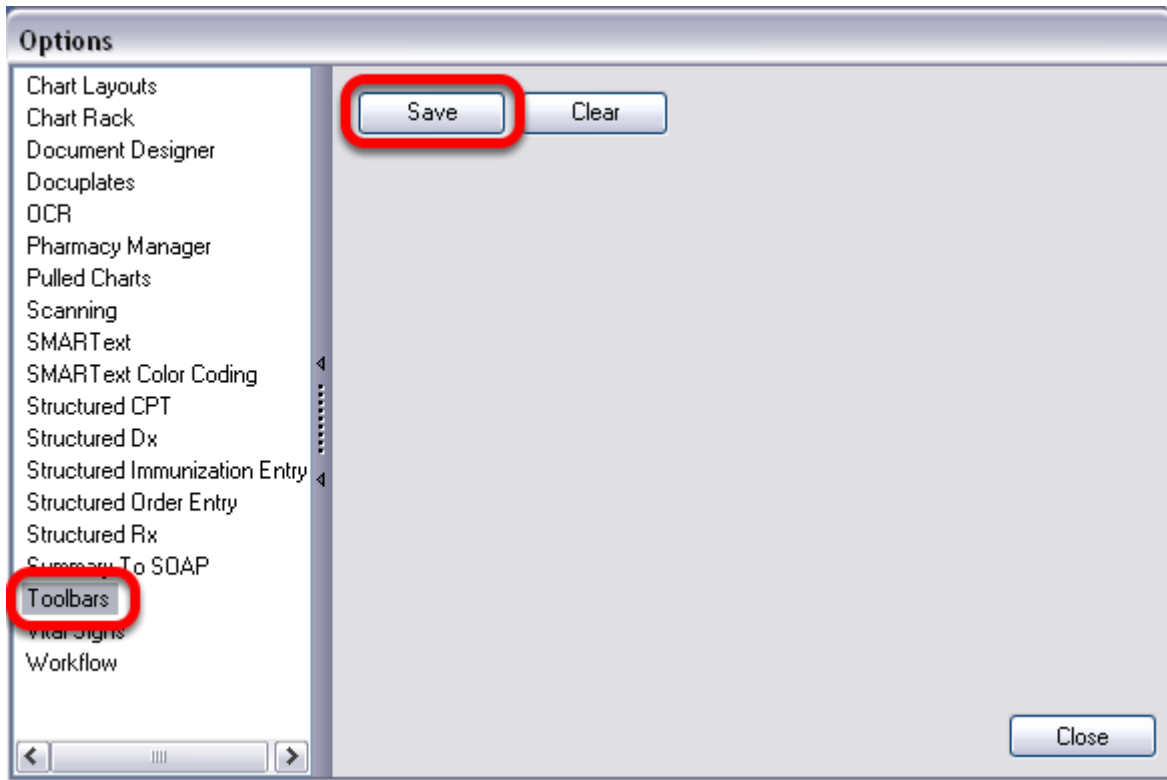 Options
Chart Layouts
Chart Rack
Document Designer
Docuplates
OCR
Pharmacy Manager
Pulled Charts
Scanning
SMARText
SMARText Color Coding
Structured CPT
Structured Dx
Structured Immunization Entry
Structured Order Entry
Structured Rx
Summary To SOAP
Toolbars
Vital Signs
Workflow
Save Clear
Close